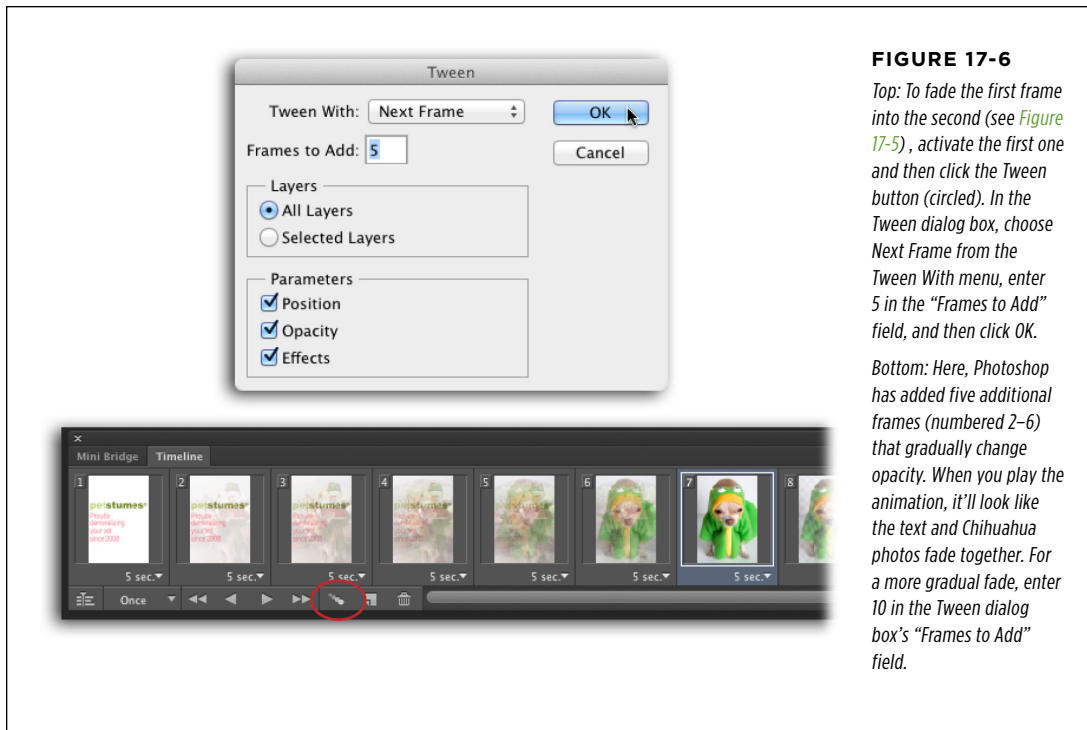 Tween
Tween With: Next Frame
OK
Frames to Add: 5
Cancel
Layers
All Layers
Selected Layers
Parameters
Position
Opacity
Effects
×
Mini Bridge Timeline
1 2 3 4 5 6 7 8
petstumes petstumes petstumes petstumes petstumes
your pet
since 2008
5 sec. 5 sec. 5 sec. 5 sec. 5 sec. 5 sec. 5 sec.
Once
FIGURE 17-6
Top: To fade the first frame
into the second (see Figure
17-5) , activate the first one
and then click the Tween
button (circled). In the
Tween dialog box, choose
Next Frame from the
Tween With menu, enter
5 in the “Frames to Add”
field, and then click OK.
Bottom: Here, Photoshop
has added five additional
frames (numbered 2–6)
that gradually change
opacity. When you play the
animation, it’ll look like
the text and Chihuahua
photos fade together. For
a more gradual fade, enter
10 in the Tween dialog
box’s “Frames to Add”
field.